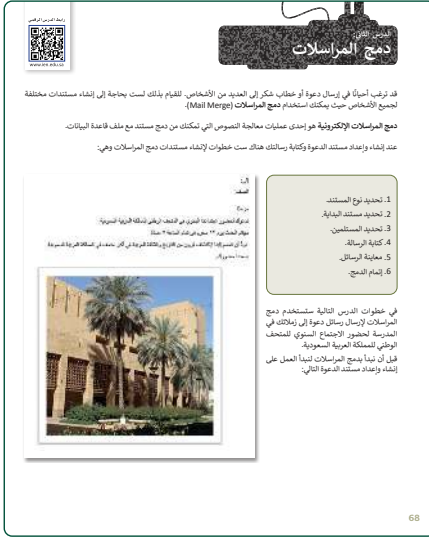 رابط الدرس الرقمي
www.ien.edu.sa
الدرس الثاني:
دمج المراسلات
قد ترغب أحيانًا في إرسال دعوة أو خطاب شكر إلى العديد من الأشخاص. للقيام بذلك لست بحاجة إلى إنشاء مستندات مختلفة
لجميع الأشخاص حيث يمكنك استخدام دمج المراسلات (Mail Merge).
دمج المراسلات الإلكترونية هو إحدى عمليات معالجة النصوص التي تمكنك من دمج مستند مع ملف قاعدة البيانات.
عند إنشاء وإعداد مستند الدعوة وكتابة رسالتك هناك ست خطوات لإنشاء مستندات دمج المراسلات وهي:
1. تحديد نوع المستند.
2. تحديد مستند البداية.
3. تحديد المستلمين.
4. كتابة الرسالة.
5. معاينة الرسائل.
6. إتمام الدمج.
في خطوات الدرس التالية ستستخدم دمج
المراسلات لإرسال رسائل دعوة إلى زملائك في
المدرسة لحضور الاجتماع السنوي للمتحف
الوطني للمملكة العربية السعودية.
قبل أن نبدأ بدمج المراسلات لنبدأ العمل على
إنشاء وإعداد مستند الدعوة التالي:
68